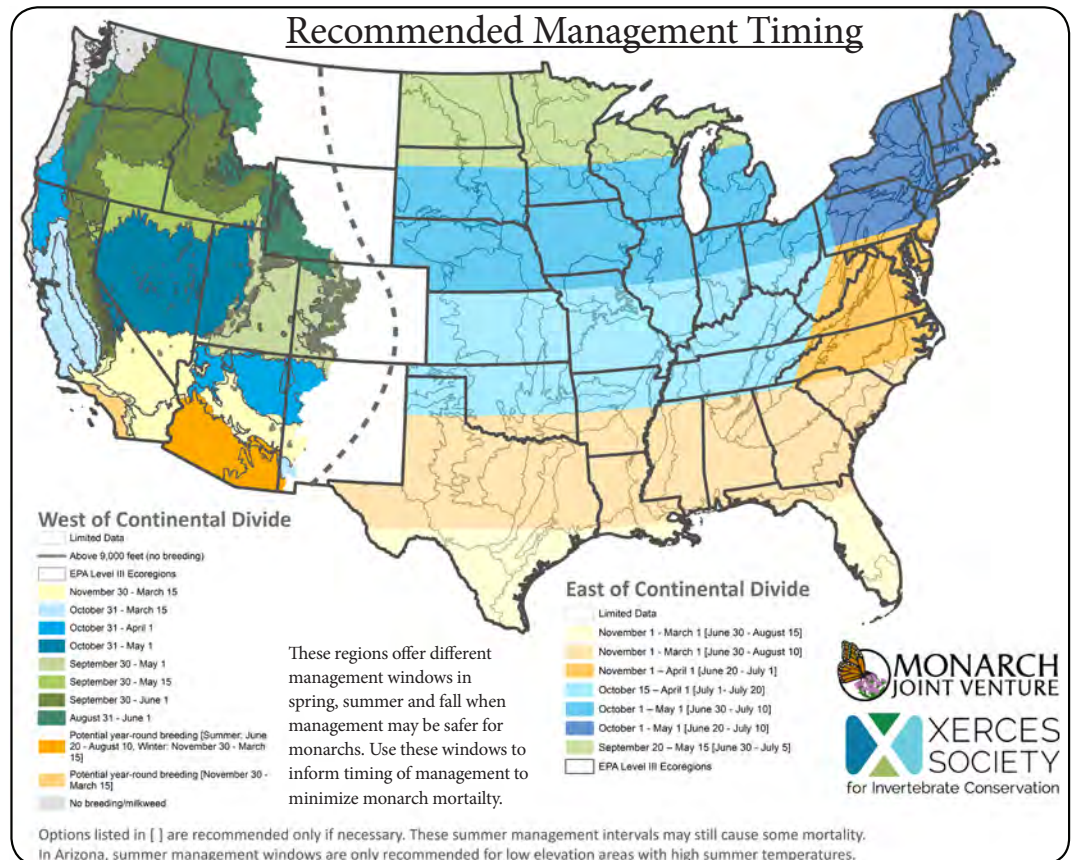 Recommended Management Timing
West of Continental Divide
Limited Data
Above 9,000 feet (no breeding)
EPA Level III Ecoregions
November 30 - March 15
October 31 - March 15
October 31 - April 1
October 31 - May 1
September 30 - May 1
September 30 - May 15
September 30 - June 1
August 31 - June 1
Potential year-round breeding [Summer: June
20 - August 10, Winter: November 30 - March
15]
Potential year-round breeding [November 30 -
March 15]
No breeding/milkweed
These regions offer different
management windows in
spring, summer and fall when
management may be safer for
monarchs. Use these windows to
inform timing of management to
minimize monarch mortailty.
East of Continental Divide
Limited Data
November 1 - March 1 [June 30 - August 15]
November 1 - March 1 [June 30 - August 10]
November 1 – April 1 [June 20 - July 1]
October 15 – April 1 [July 1- July 20]
October 1 – May 1 [June 30 - July 10]
October 1 - May 1 [June 20 - July 10]
September 20 – May 15 [June 30 - July 5]
EPA Level III Ecoregions
MONARCH
JOINT VENTURE
XERCES
SOCIETY
for Invertebrate Conservation
Options listed in [ ] are recommended only if necessary. These summer management intervals may still cause some mortality.
In Arizona, summer management windows are only recommended for low elevation areas with high summer temperatures.